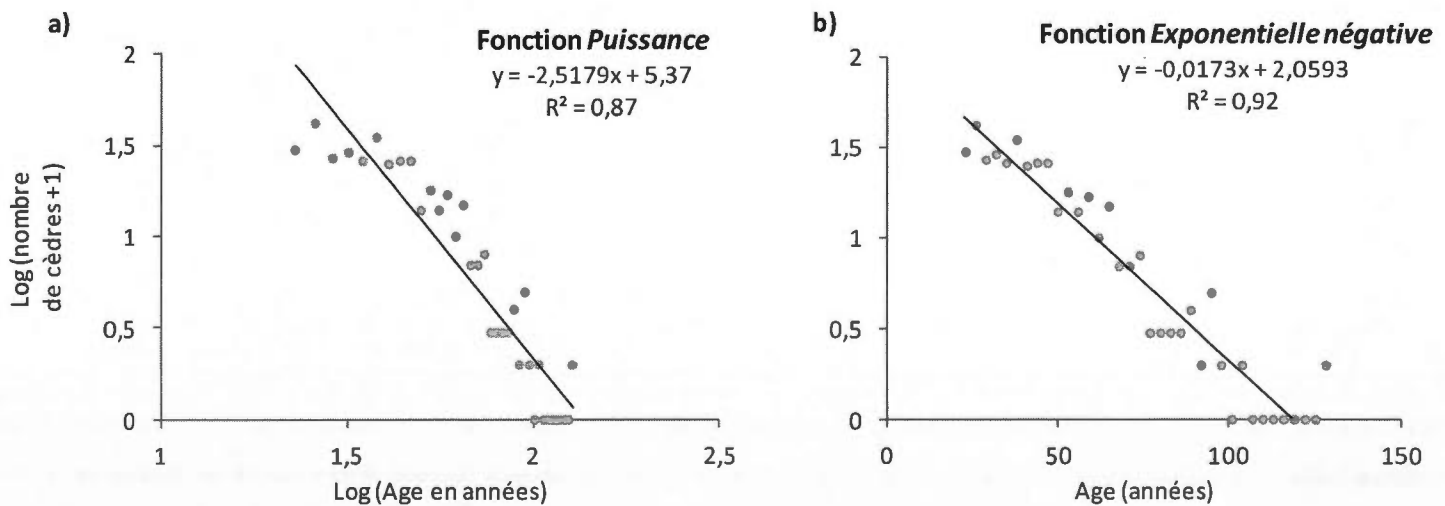 a)
Fonction Puissance
y = -2,5179x + 5,37
R² = 0,87
2
1,5
1
0,5
0
Log (nombre
de cèdres +1)
1
1,5
2
2,5
Log (Age en années)
b)
Fonction Exponentielle négative
y = -0,0173x + 2,0593
R² = 0,92
2
1,5
1
0,5
0
0
50
100
150
Age (années)